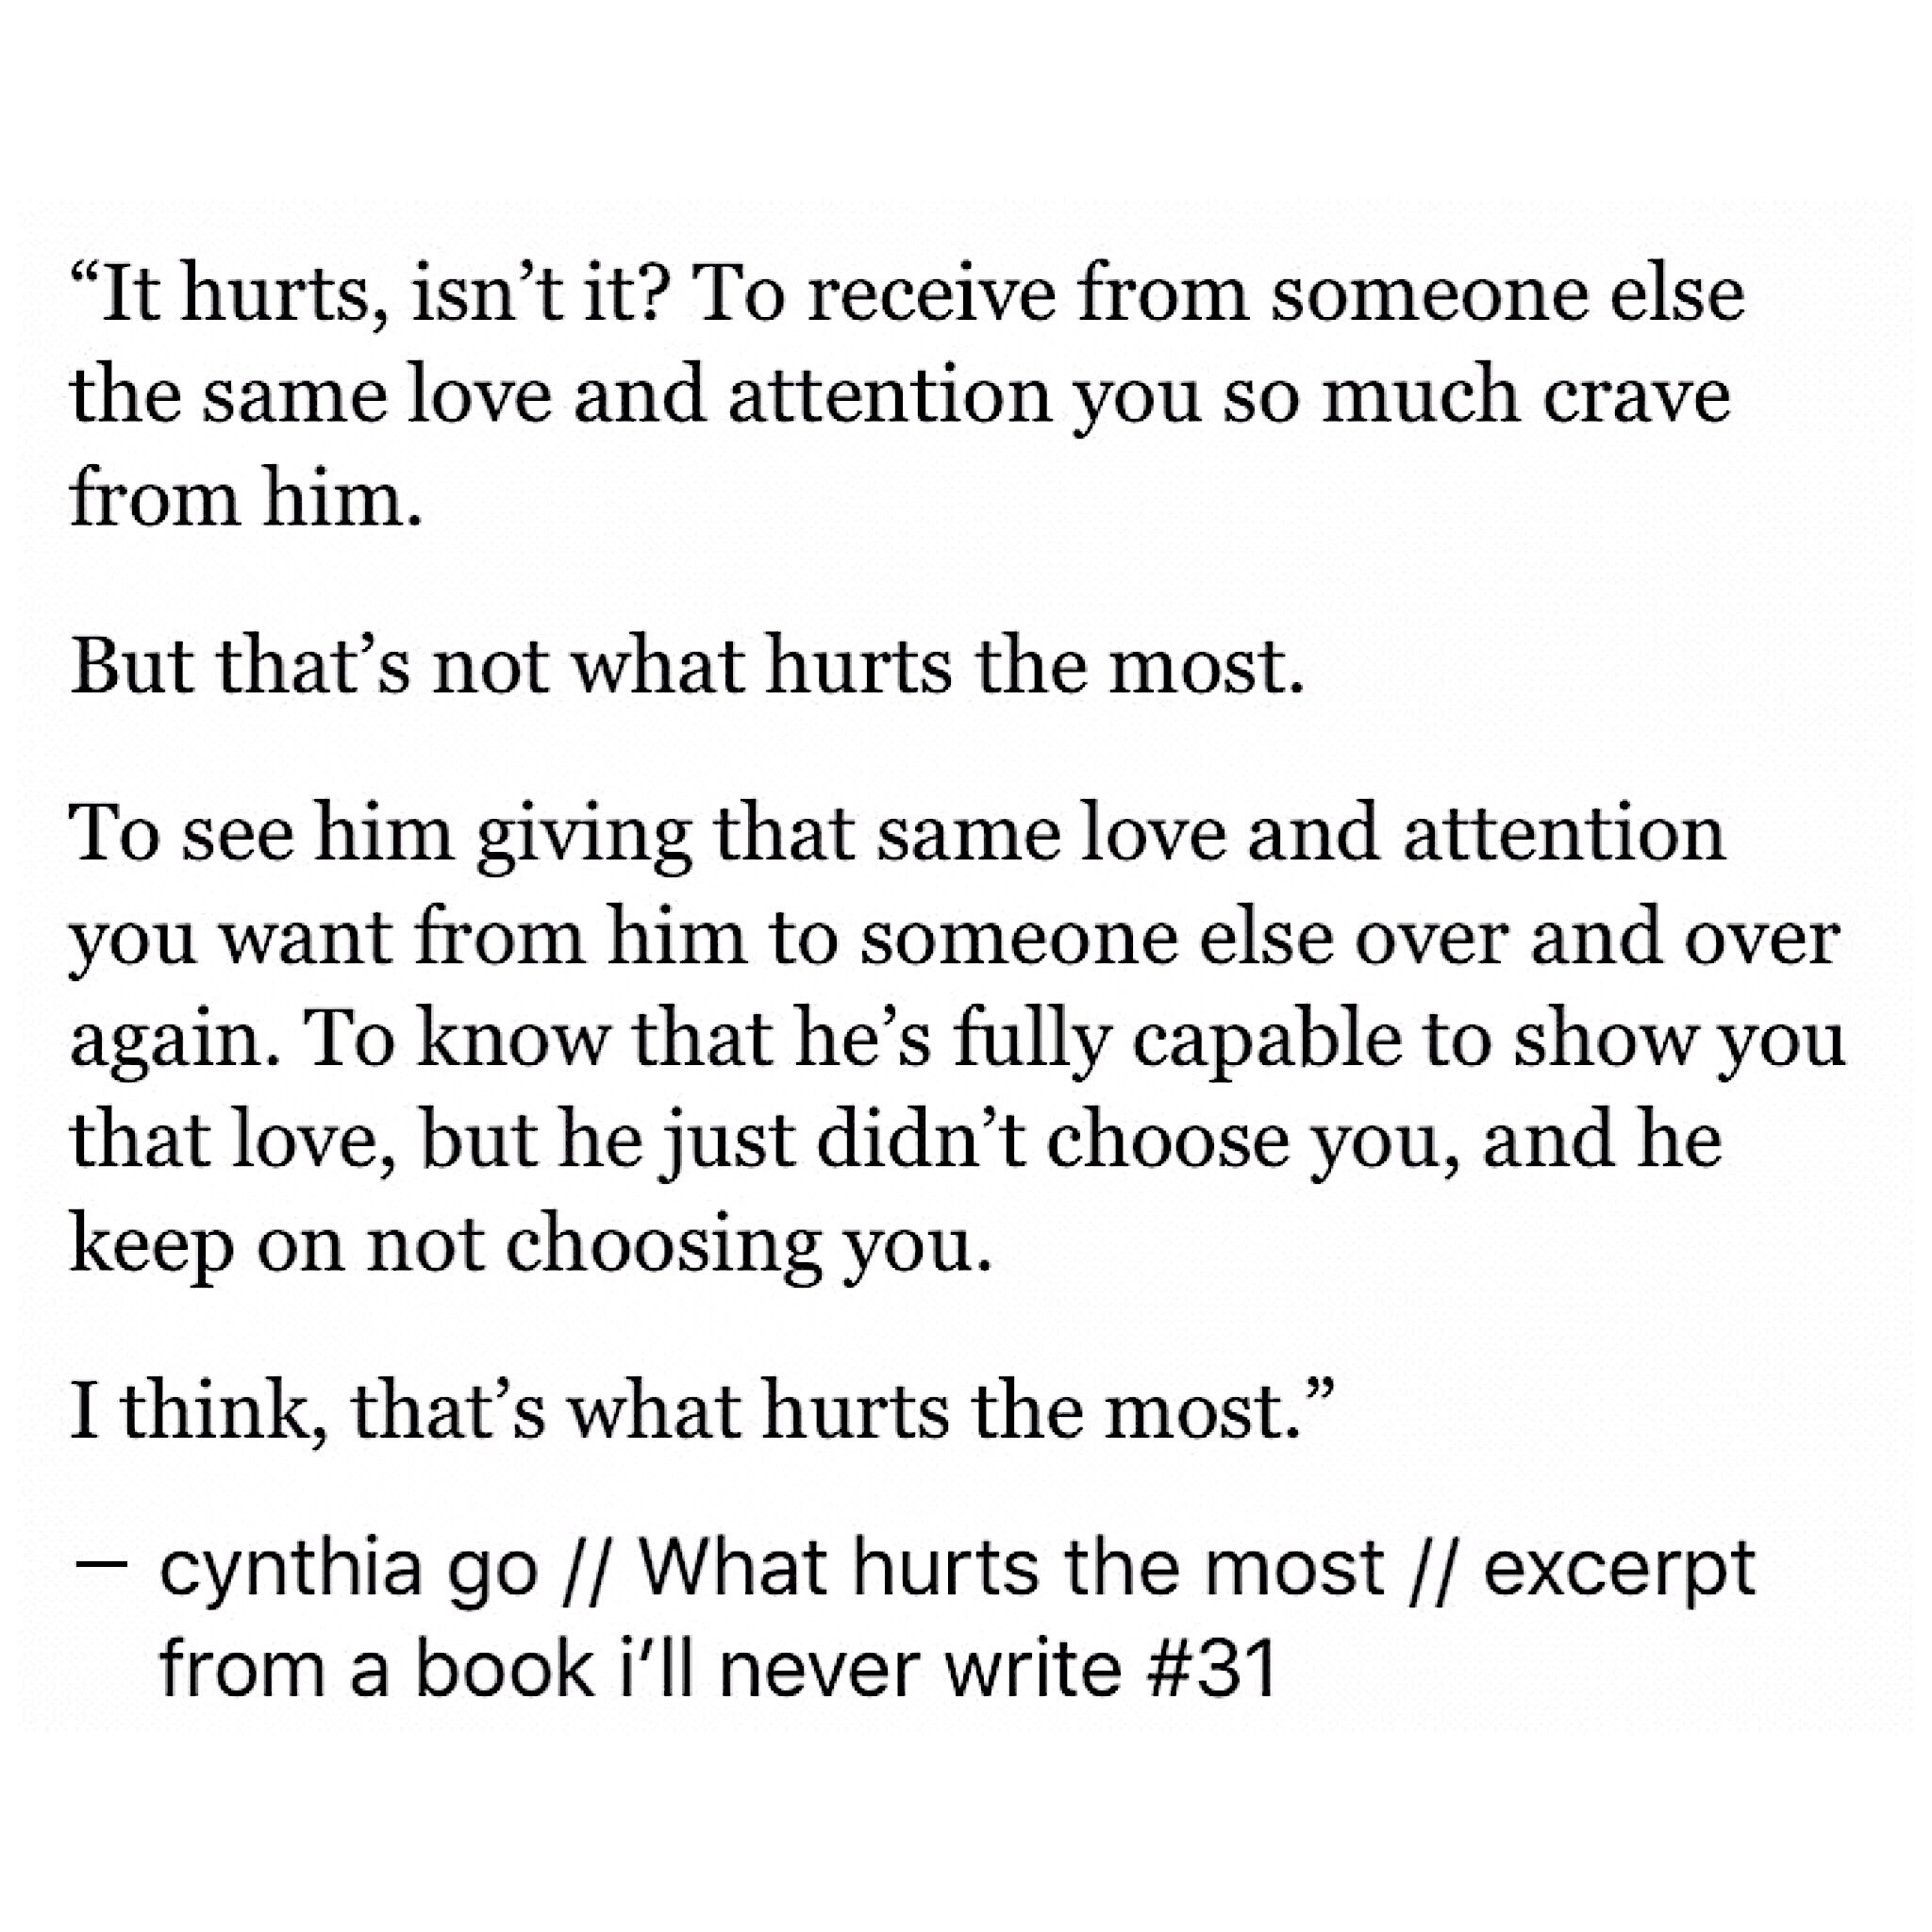 “It hurts, isn’t it? To receive from someone else
the same love and attention you so much crave
from him.
But that’s not what hurts the most.
To see him giving that same love and attention
you want from him to someone else over and over
again. To know that he’s fully capable to show you
that love, but he just didn’t choose you, and he
keep on not choosing you.
I think, that’s what hurts the most.”
— cynthia go // What hurts the most // excerpt
from a book i’ll never write #31